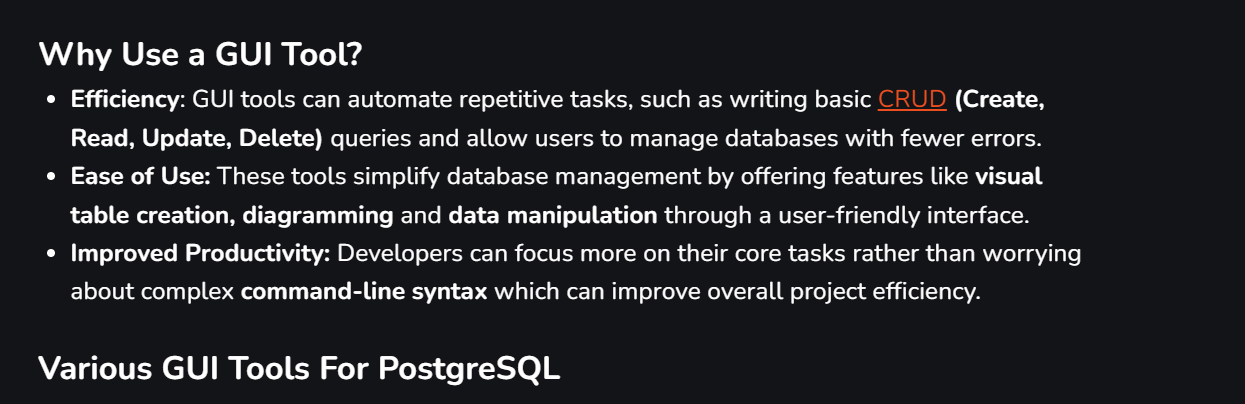 Why Use a GUI Tool?
• Efficiency: GUI tools can automate repetitive tasks, such as writing basic CRUD (Create,
Read, Update, Delete) queries and allow users to manage databases with fewer errors.
• Ease of Use: These tools simplify database management by offering features like visual
table creation, diagramming and data manipulation through a user-friendly interface.
• Improved Productivity: Developers can focus more on their core tasks rather than worrying
about complex command-line syntax which can improve overall project efficiency.
Various GUI Tools For PostgreSQL